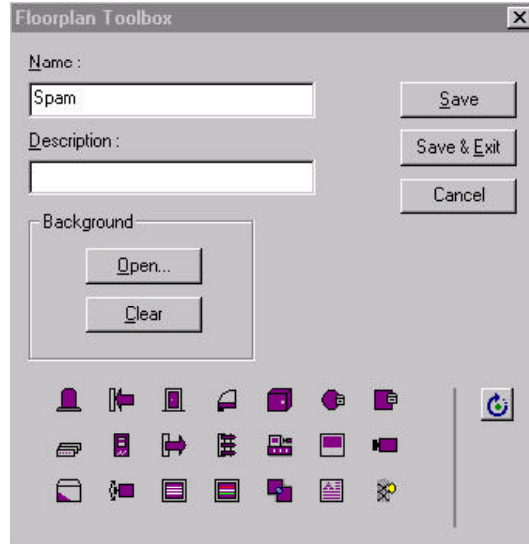 Floorplan Toolbox
Name :
Spam
Save
Description :
Save & Exit
Cancel
Background
Open...
Clear